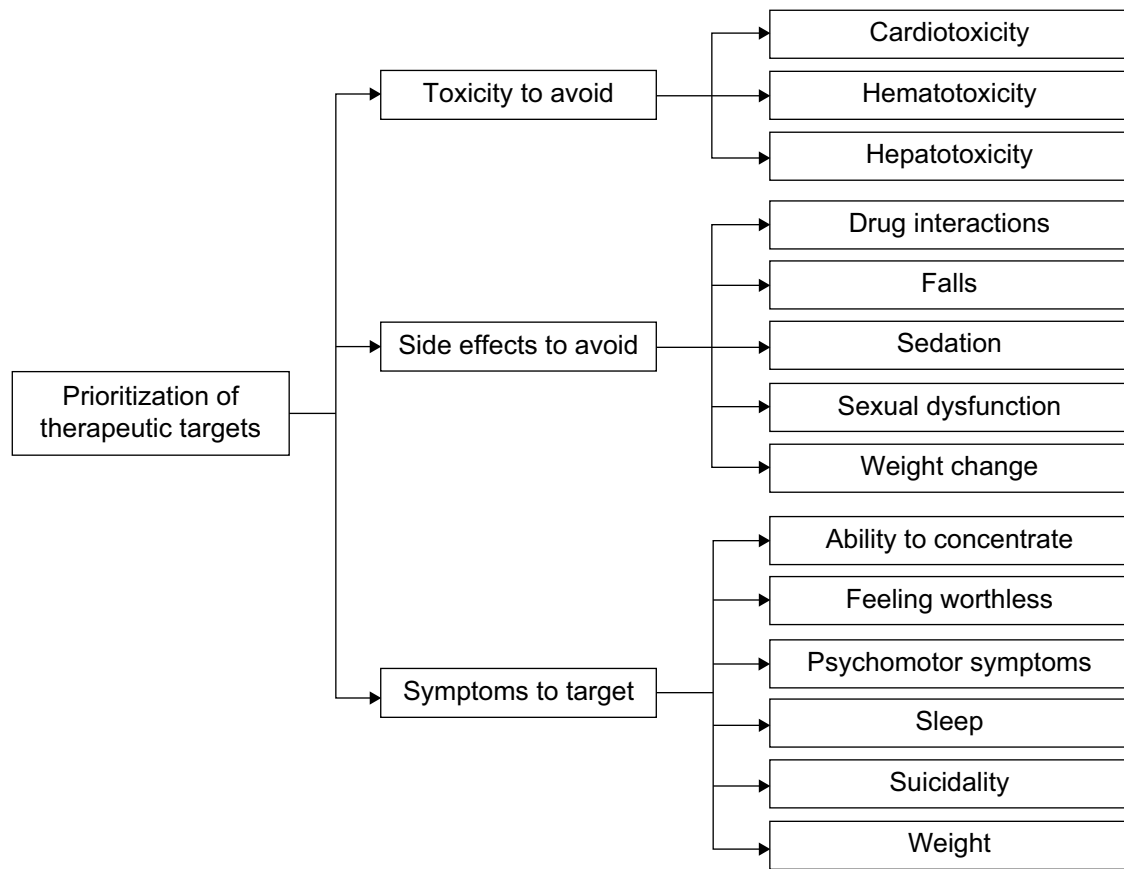 Prioritization of
therapeutic targets
Toxicity to avoid
Cardiotoxicity
Hematotoxicity
Hepatotoxicity
Side effects to avoid
Drug interactions
Falls
Sedation
Sexual dysfunction
Weight change
Symptoms to target
Ability to concentrate
Feeling worthless
Psychomotor symptoms
Sleep
Suicidality
Weight